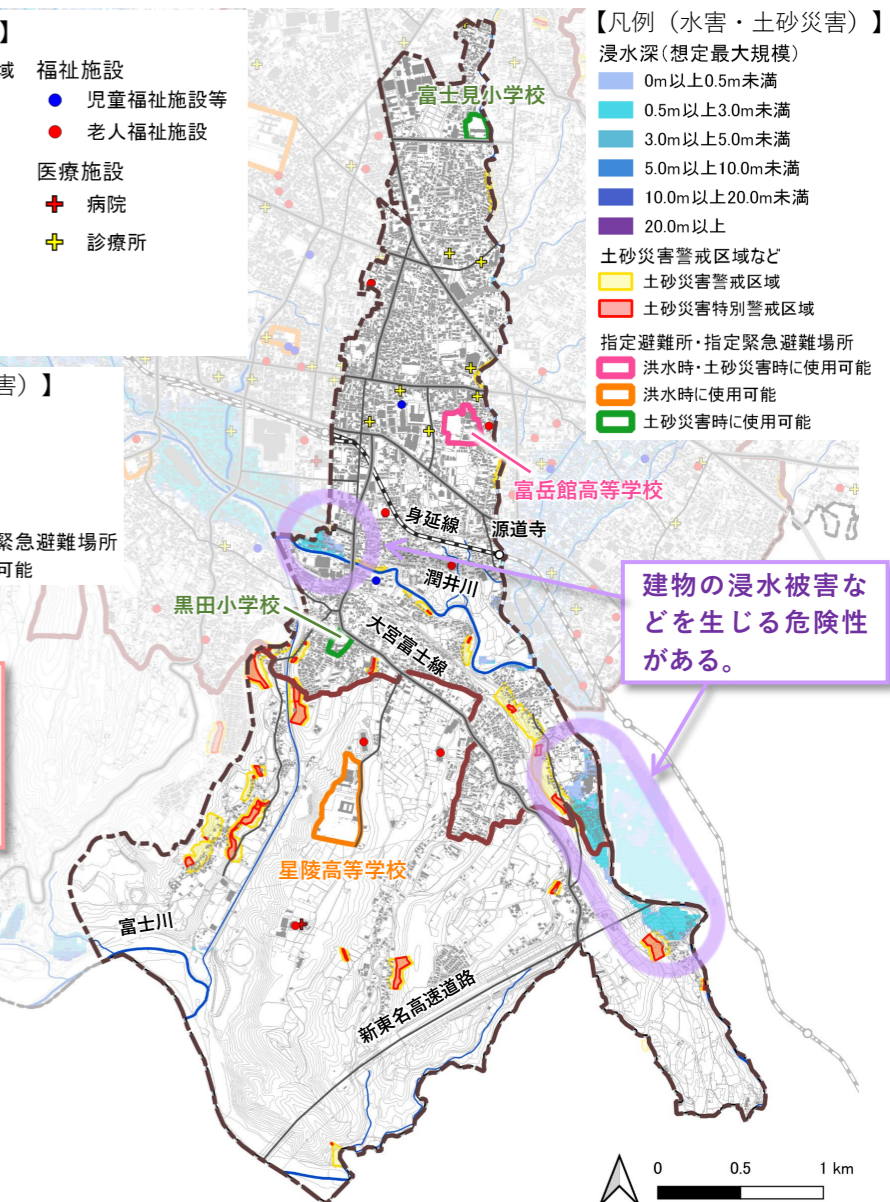 】
域
福祉施設
児童福祉施設等
老人福祉施設
医療施設
病院
診療所
害）】
緊急避難場所
可能
【凡例（水害・土砂災害）】
浸水深(想定最大規模)
0m以上0.5m未満
0.5m以上3.0m未満
3.0m以上5.0m未満
5.0m以上10.0m未満
10.0m以上20.0m未満
20.0m以上
土砂災害警戒区域など
土砂災害警戒区域
土砂災害特別警戒区域
指定避難所・指定緊急避難場所
洪水時・土砂災害時に使用可能
洪水時に使用可能
土砂災害時に使用可能
富士見小学校
富岳館高等学校
身延線
源道寺
潤井川
黒田小学校
大宮富士線
建物の浸水被害な
どを生じる危険性
がある。
星陵高等学校
富士川
新東名高速道路
0 0.5 1 km